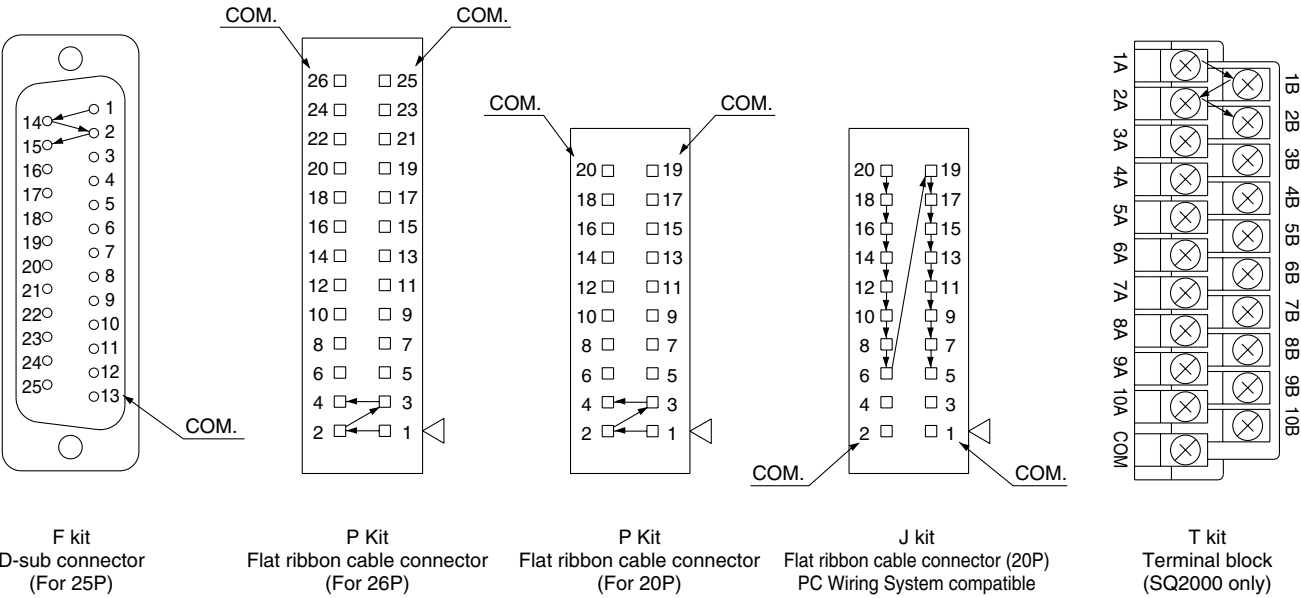 COM.
14 1
15 2
16 3
17 4
18 5
19 6
20 7
21 8
22 9
23 10
24 11
25 12
13
COM.
F kit
D-sub connector
(For 25P)
COM. COM.
26 25
24 23
22 21
20 19
18 17
16 15
14 13
12 11
10 9
8 7
6 5
4 3
2 1
P Kit
Flat ribbon cable connector
(For 26P)
COM. COM.
20 19
18 17
16 15
14 13
12 11
10 9
8 7
6 5
4 3
2 1
P Kit
Flat ribbon cable connector
(For 20P)
20 19
18 17
16 15
14 13
12 11
10 9
8 7
6 5
4 3
2 1
COM. COM.
J kit
Flat ribbon cable connector (20P)
PC Wiring System compatible
1A 1B
2A 2B
3A 3B
4A 4B
5A 5B
6A 6B
7A 7B
8A 8B
9A 9B
10A 10B
COM
T kit
Terminal block
(SQ2000 only)